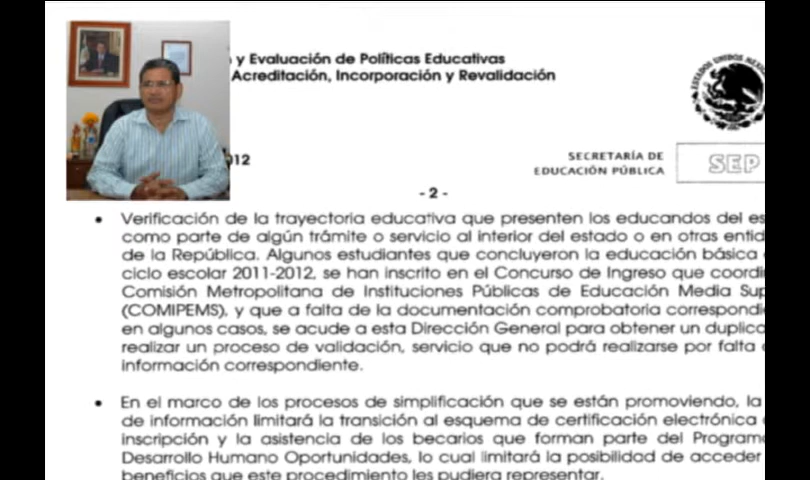 y Evaluación de Políticas Educativas
Acreditación, Incorporación y Revalidación
ESTADOS UNIDOS
012
SECRETARÍA DE
EDUCACIÓN PÚBLICA
SEP
- 2 -
• Verificación de la trayectoria educativa que presenten los educandos del
como parte de algún trámite o servicio al interior del estado o en otras
de la República. Algunos estudiantes que concluyeron la educación básica
ciclo escolar 2011-2012, se han inscrito en el Concurso de Ingreso que
Comisión Metropolitana de Instituciones Públicas de Educación Media
(COMIPEMS), y que a falta de la documentación comprobatoria
en algunos casos, se acude a esta Dirección General para obtener un
realizar un proceso de validación, servicio que no podrá realizarse por falta
información correspondiente.
• En el marco de los procesos de simplificación que se están promoviendo, la
de información limitará la transición al esquema de certificación electrónica
inscripción y la asistencia de los becarios que forman parte del
Desarrollo Humano Oportunidades, lo cual limitará la posibilidad de acceder
beneficios que este procedimiento les pudiera representar.